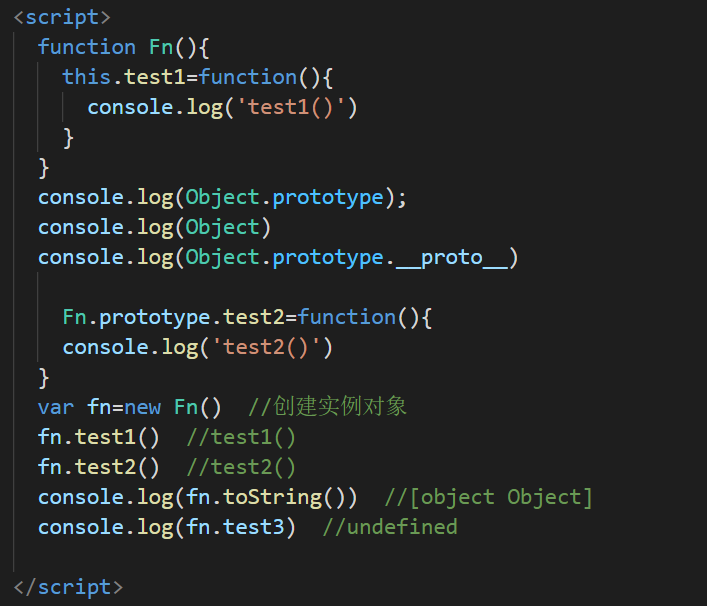 <script>
function Fn(){
this.test1=function(){
console.log('test1()')
}
}
console.log(Object.prototype);
console.log(Object)
console.log(Object.prototype.__proto__)
Fn.prototype.test2=function(){
console.log('test2()')
}
var fn=new Fn()  //创建实例对象
fn.test1()  //test1()
fn.test2()  //test2()
console.log(fn.toString())  //[object Object]
console.log(fn.test3)  //undefined
</script>